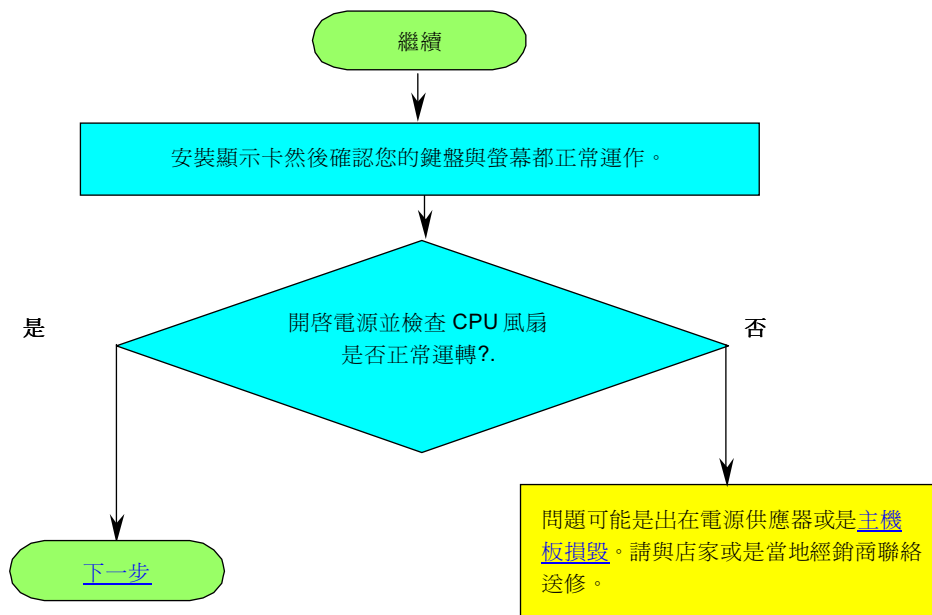 繼續
安裝顯示卡然後確認您的鍵盤與螢幕都正常運作。
開啓電源並檢查 CPU 風扇
是否正常運轉?.
是
否
問題可能是出在電源供應器或是主機
板損毀。請與店家或是當地經銷商聯絡
送修。
下一步